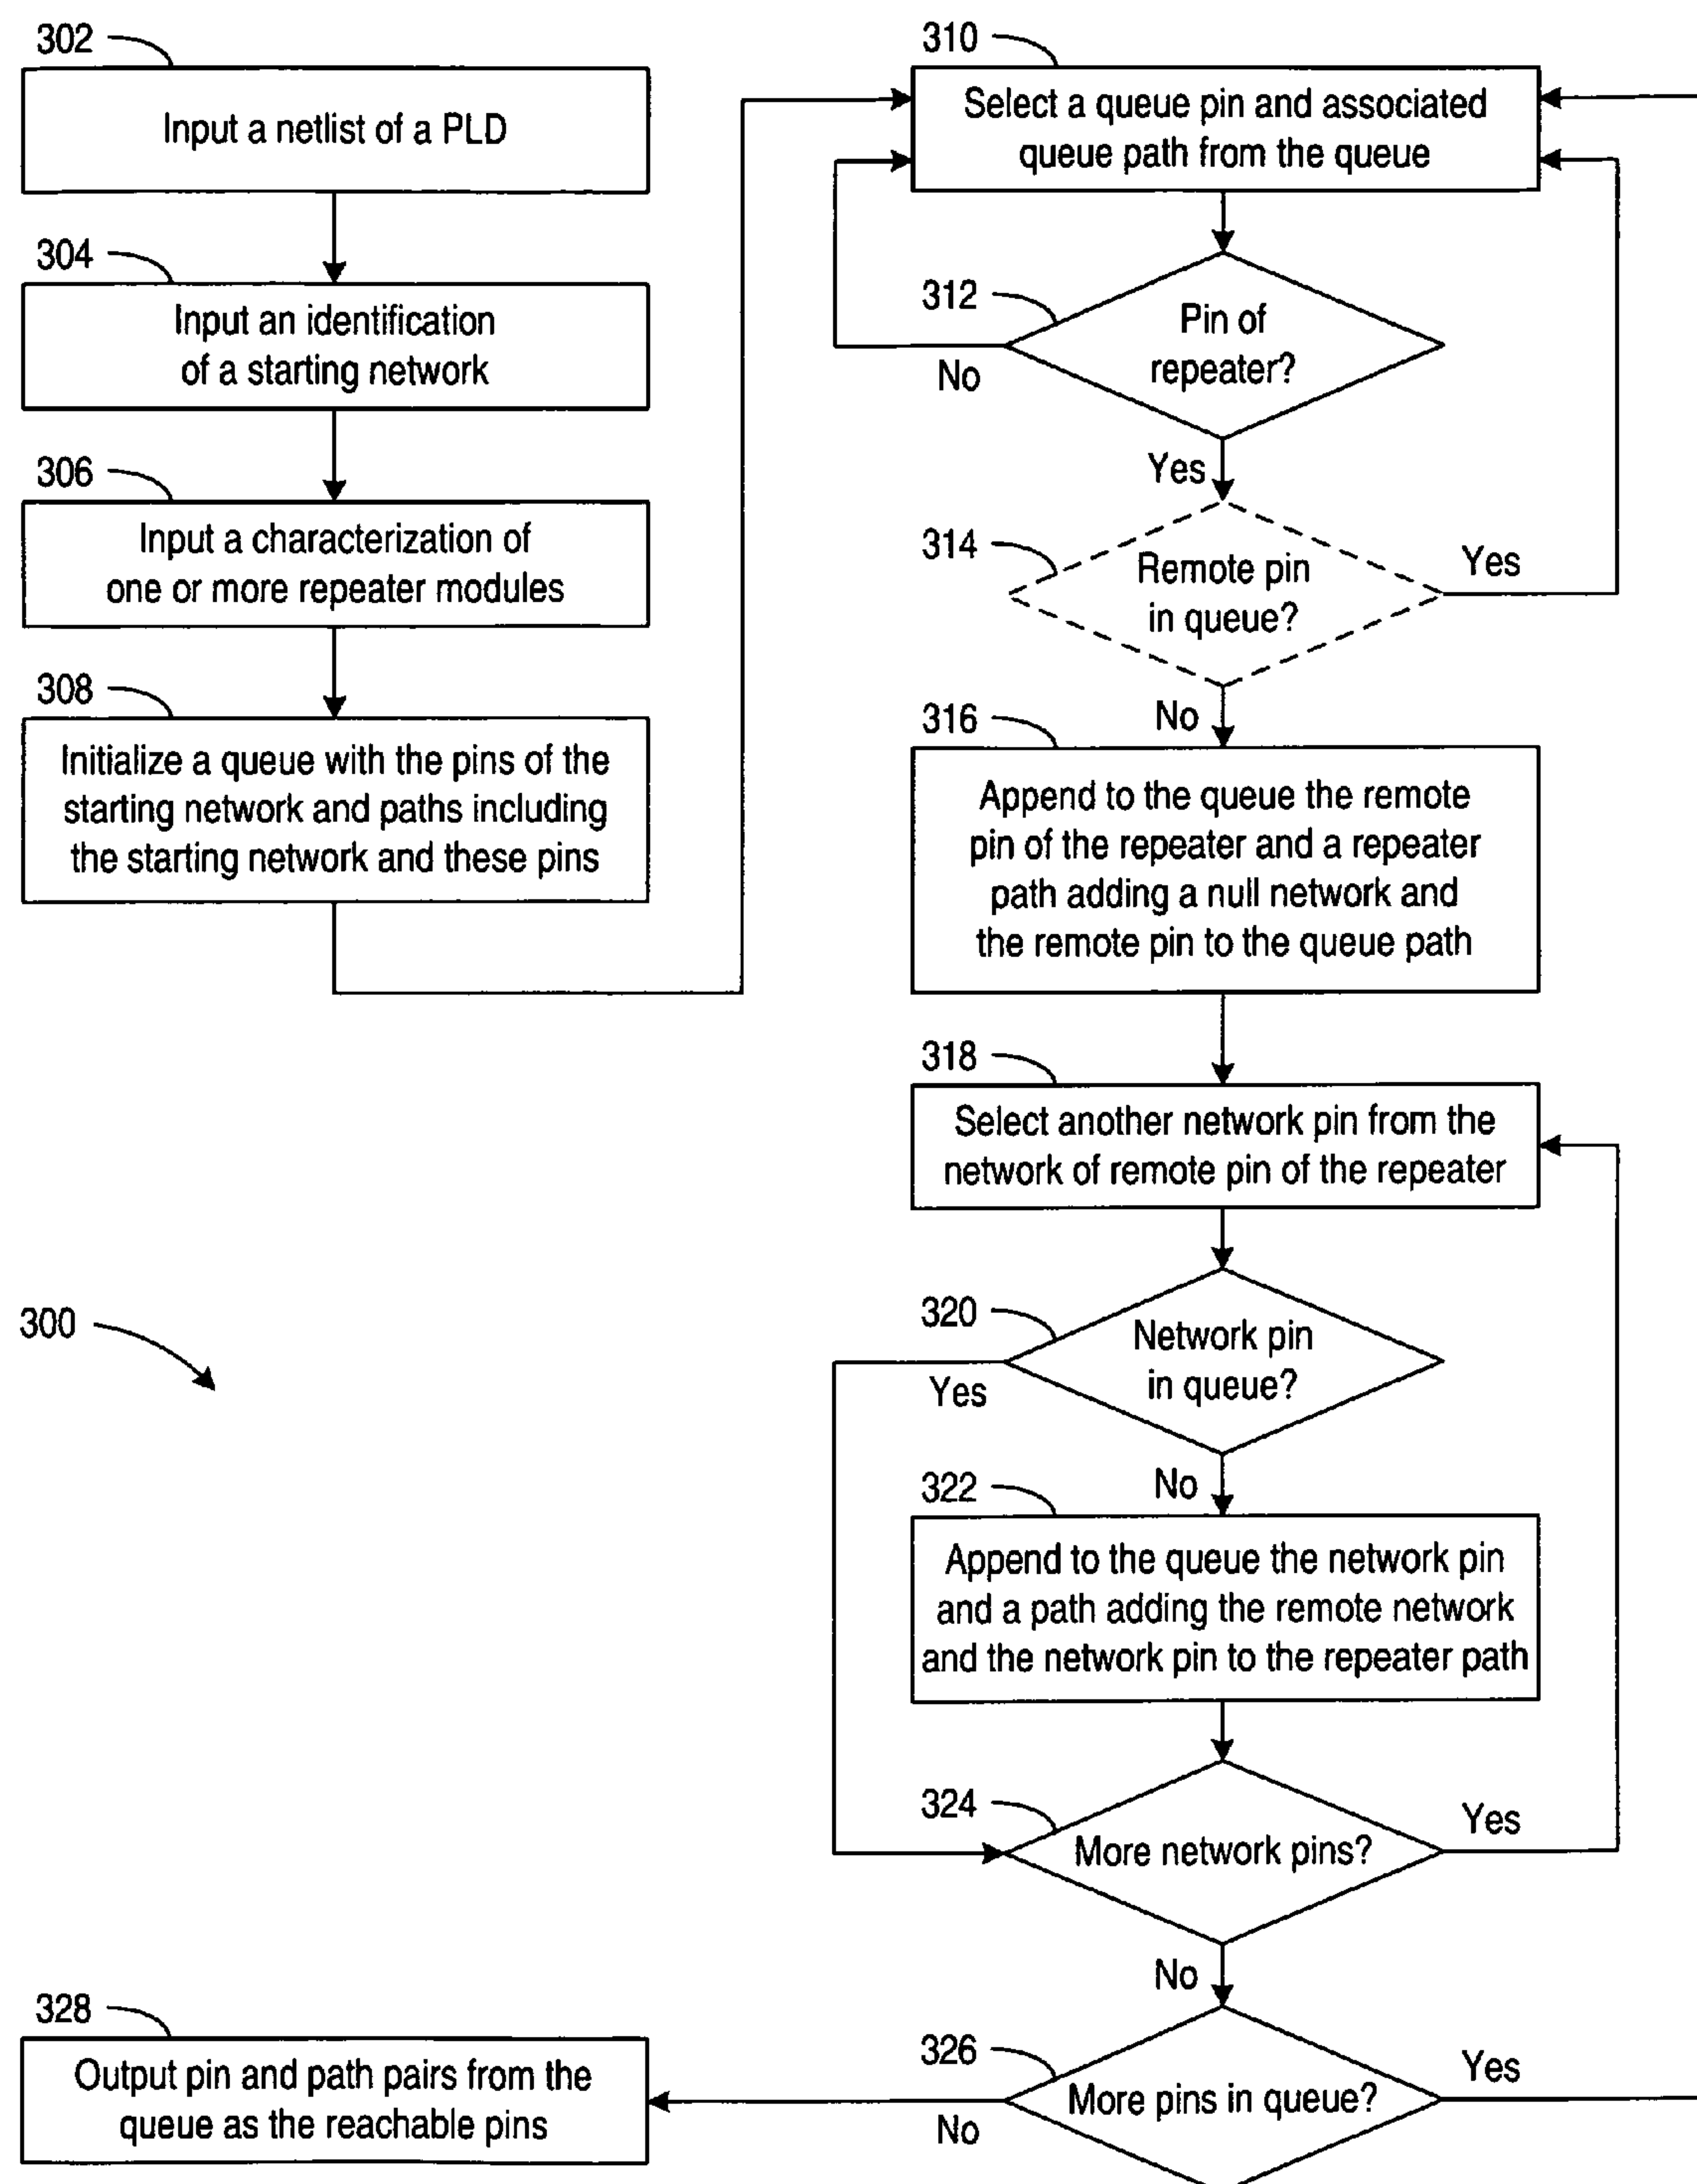 302
Input a netlist of a PLD
304
Input an identification
of a starting network
306
Input a characterization of
one or more repeater modules
308
Initialize a queue with the pins of the
starting network and paths including
the starting network and these pins
310
Select a queue pin and associated
queue path from the queue
312
Pin of
repeater?
No
Yes
314
Remote pin
in queue?
Yes
No
316
Append to the queue the remote
pin of the repeater and a repeater
path adding a null network and
the remote pin to the queue path
318
Select another network pin from the
network of remote pin of the repeater
300
320
Network pin
in queue?
Yes
No
322
Append to the queue the network pin
and a path adding the remote network
and the network pin to the repeater path
324
More network pins?
Yes
No
326
More pins in queue?
Yes
No
328
Output pin and path pairs from the
queue as the reachable pins